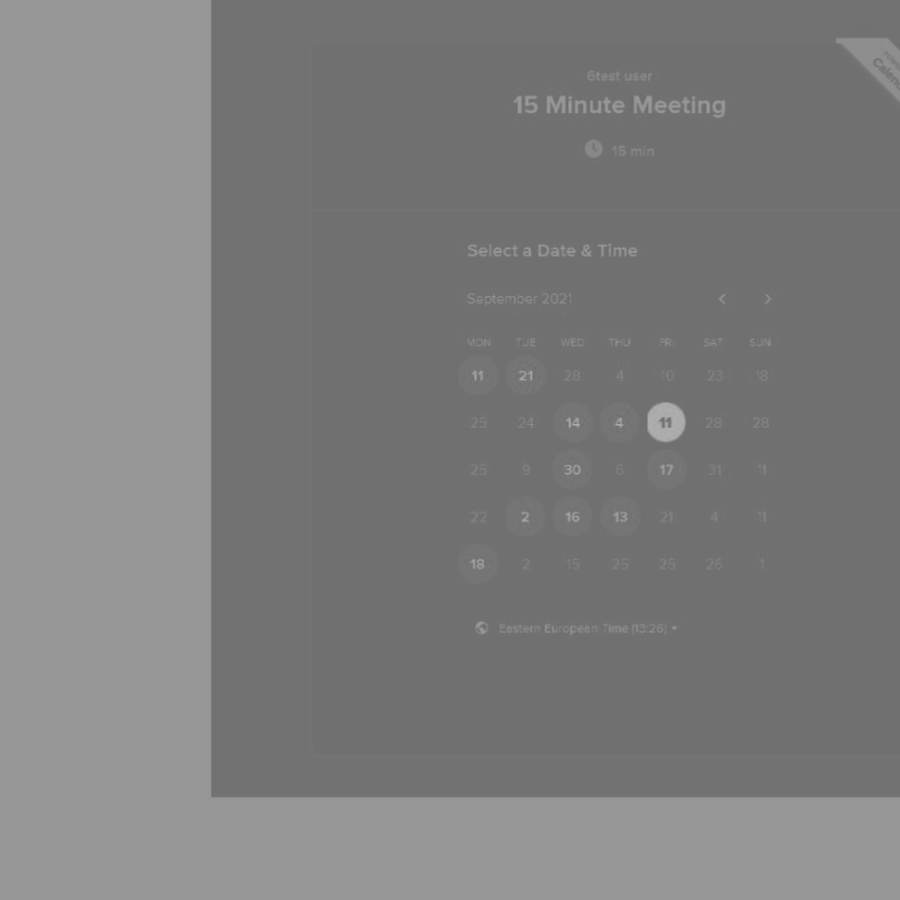 6test user
15 Minute Meeting
15 min
Select a Date & Time
September 2021
MON TUE WED THU FRI SAT SUN
11 21 28 4 10 23 18
25 24 14 4 11 28 28
25 9 30 6 17 31 11
22 2 16 13 21 4 11
18 2 15 25 25 26 1
Eastern European Time (13:26)